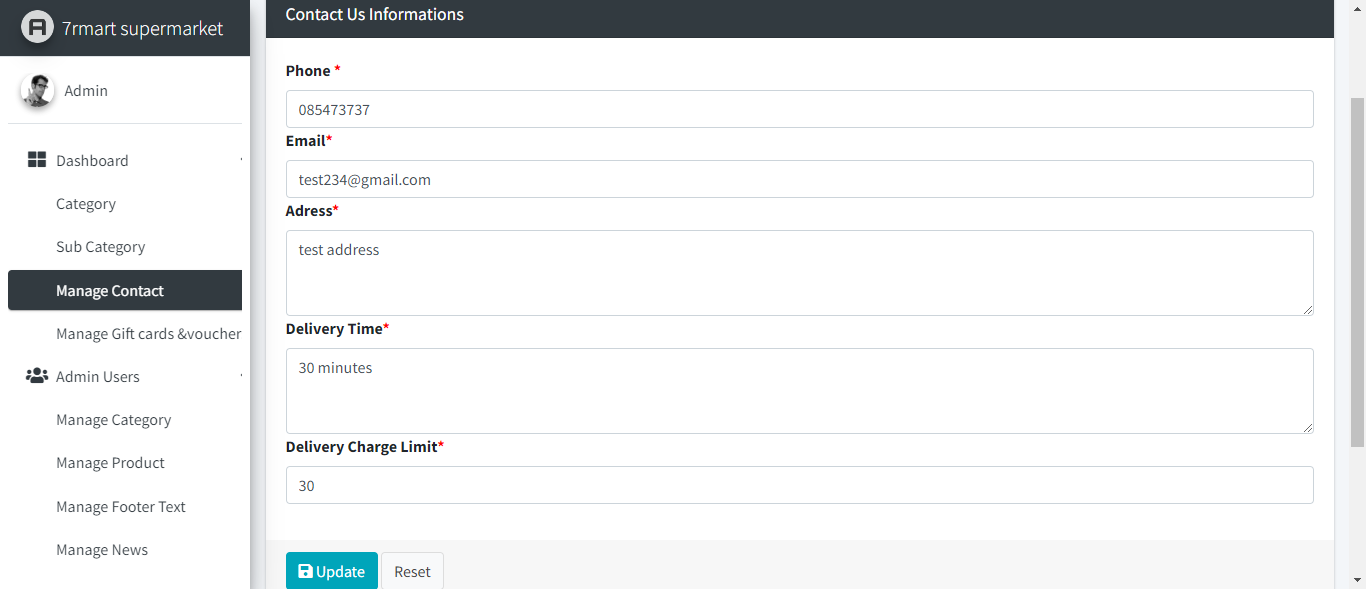 7rmart supermarket
Admin
Dashboard
Category
Sub Category
Manage Contact
Manage Gift cards &voucher
Admin Users
Manage Category
Manage Product
Manage Footer Text
Manage News
Contact Us Informations
Phone *
085473737
Email*
test234@gmail.com
Adress*
test address
Delivery Time*
30 minutes
Delivery Charge Limit*
30
Update
Reset